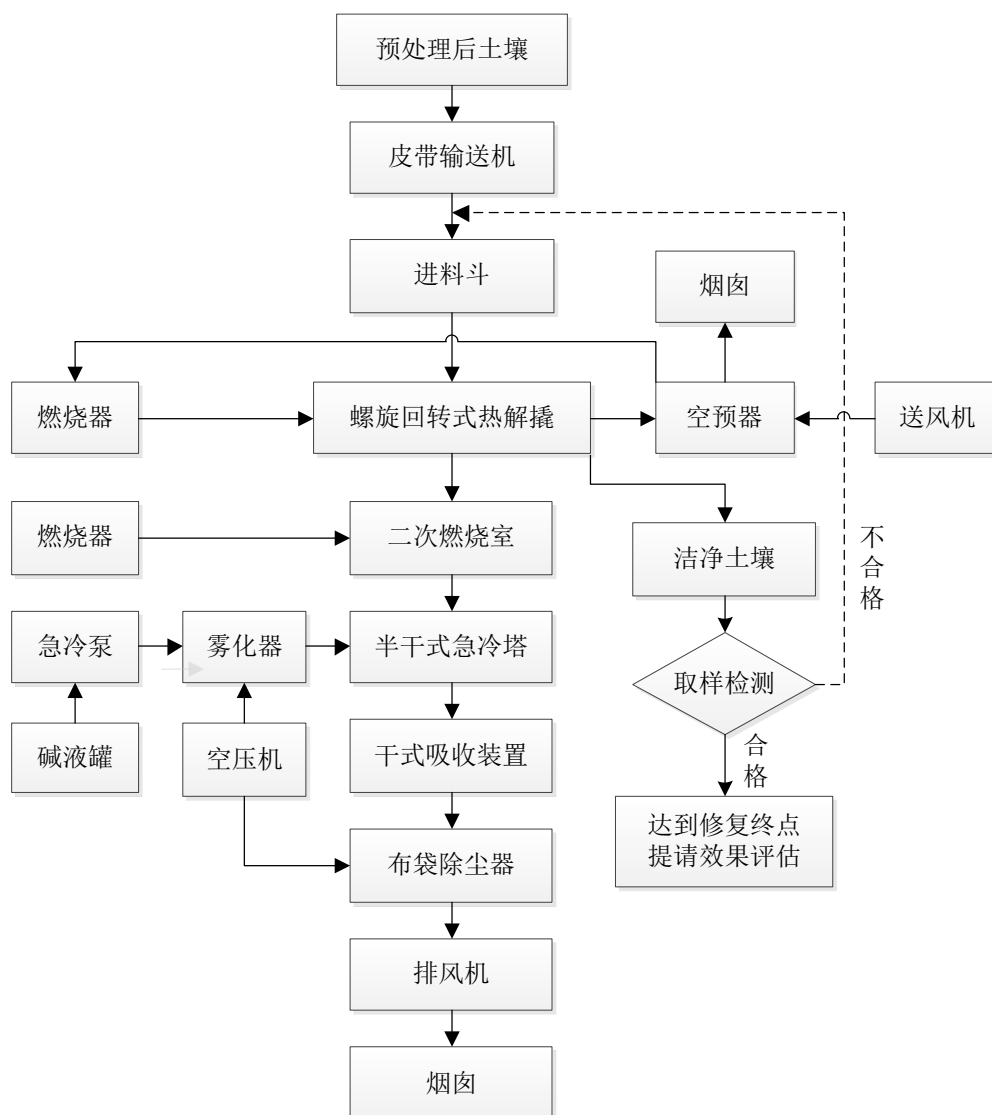 预处理后土壤
皮带输送机
进料斗
烟囱
燃烧器
螺旋回转式热解撬
空预器
送风机
燃烧器
二次燃烧室
洁净土壤
不
合
格
急冷泵
雾化器
半干式急冷塔
取样检测
碱液罐
空压机
干式吸收装置
合
格
达到修复终点
提请效果评估
布袋除尘器
排风机
烟囱